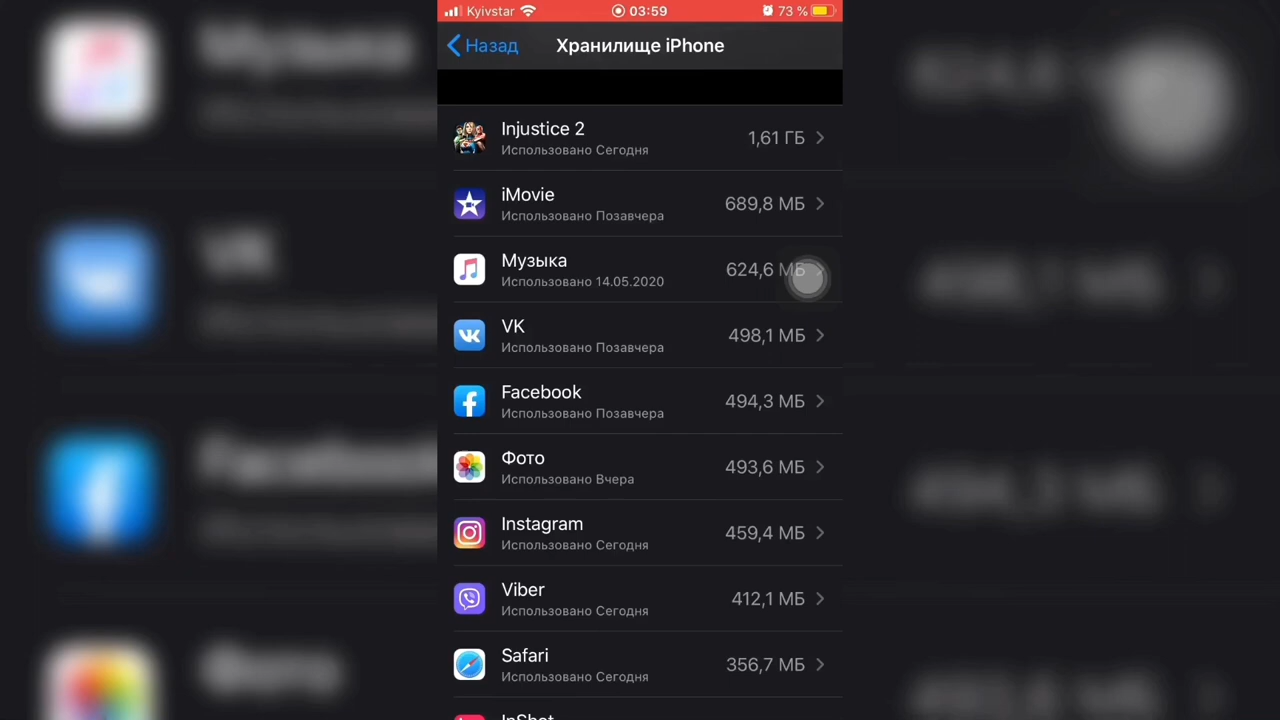 Kyivstar 03:59 73 %
Назад Хранилище iPhone
Injustice 2
1,61 ГБ
Использовано Сегодня
iMovie
689,8 МБ
Использовано Позавчера
Музыка
624,6 МБ
Использовано 14.05.2020
VK
498,1 МБ
Использовано Позавчера
Facebook
494,3 МБ
Использовано Позавчера
Фото
493,6 МБ
Использовано Вчера
Instagram
459,4 МБ
Использовано Сегодня
Viber
412,1 МБ
Использовано Сегодня
Safari
356,7 МБ
Использовано Сегодня
InShot